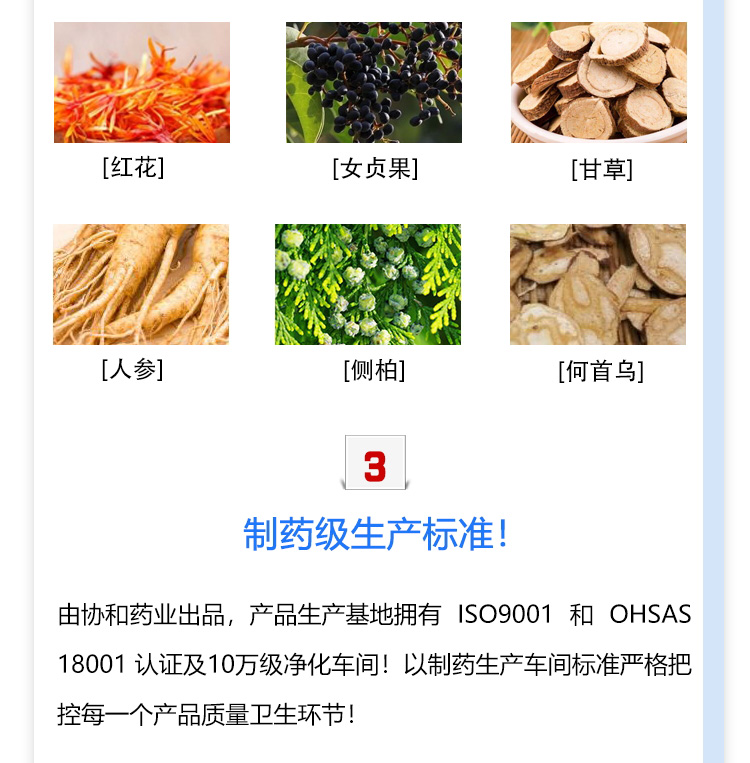 [红花] [女贞果] [甘草]
[人参] [侧柏] [何首乌]
3
制药级生产标准！
由协和药业出品，产品生产基地拥有 ISO9001 和 OHSAS
18001 认证及10万级净化车间！以制药生产车间标准严格把
控每一个产品质量卫生环节！